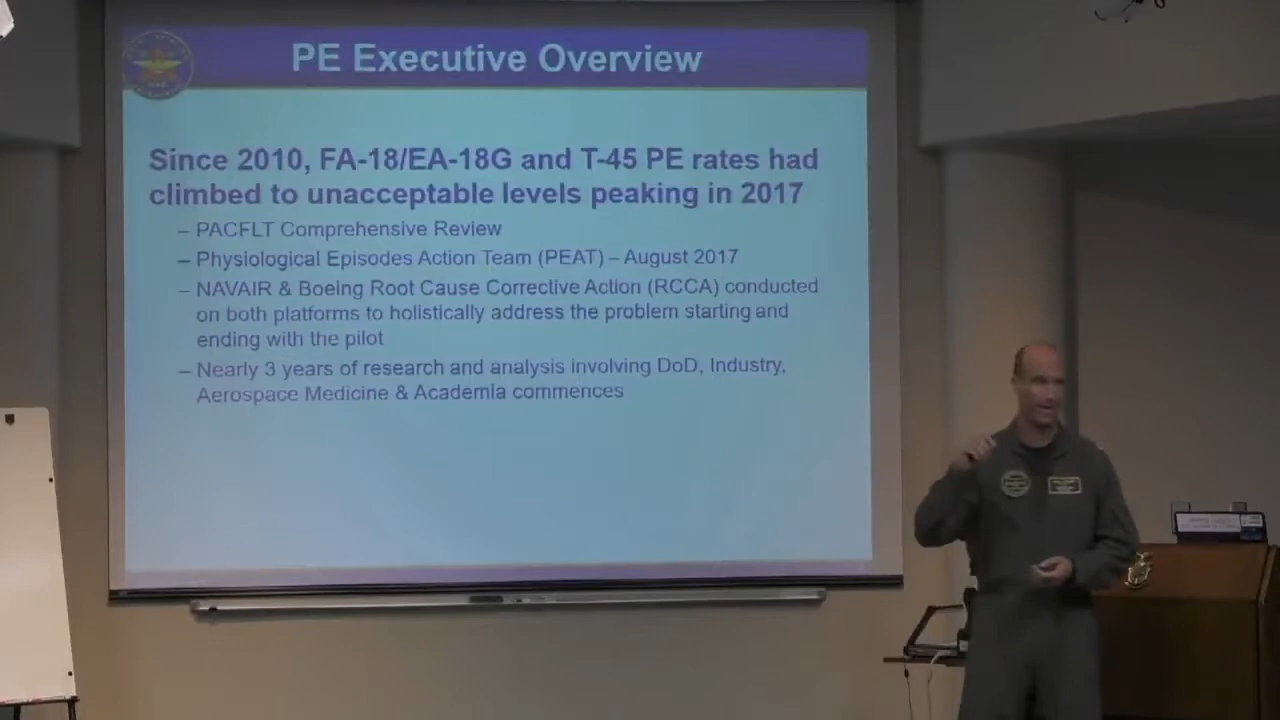 PE Executive Overview
Since 2010, FA-18/EA-18G and T-45 PE rates had
climbed to unacceptable levels peaking in 2017
– PACFLT Comprehensive Review
– Physiological Episodes Action Team (PEAT) – August 2017
– NAVAIR & Boeing Root Cause Corrective Action (RCCA) conducted
on both platforms to holistically address the problem starting and
ending with the pilot
– Nearly 3 years of research and analysis involving DoD, Industry,
Aerospace Medicine & Academia commences